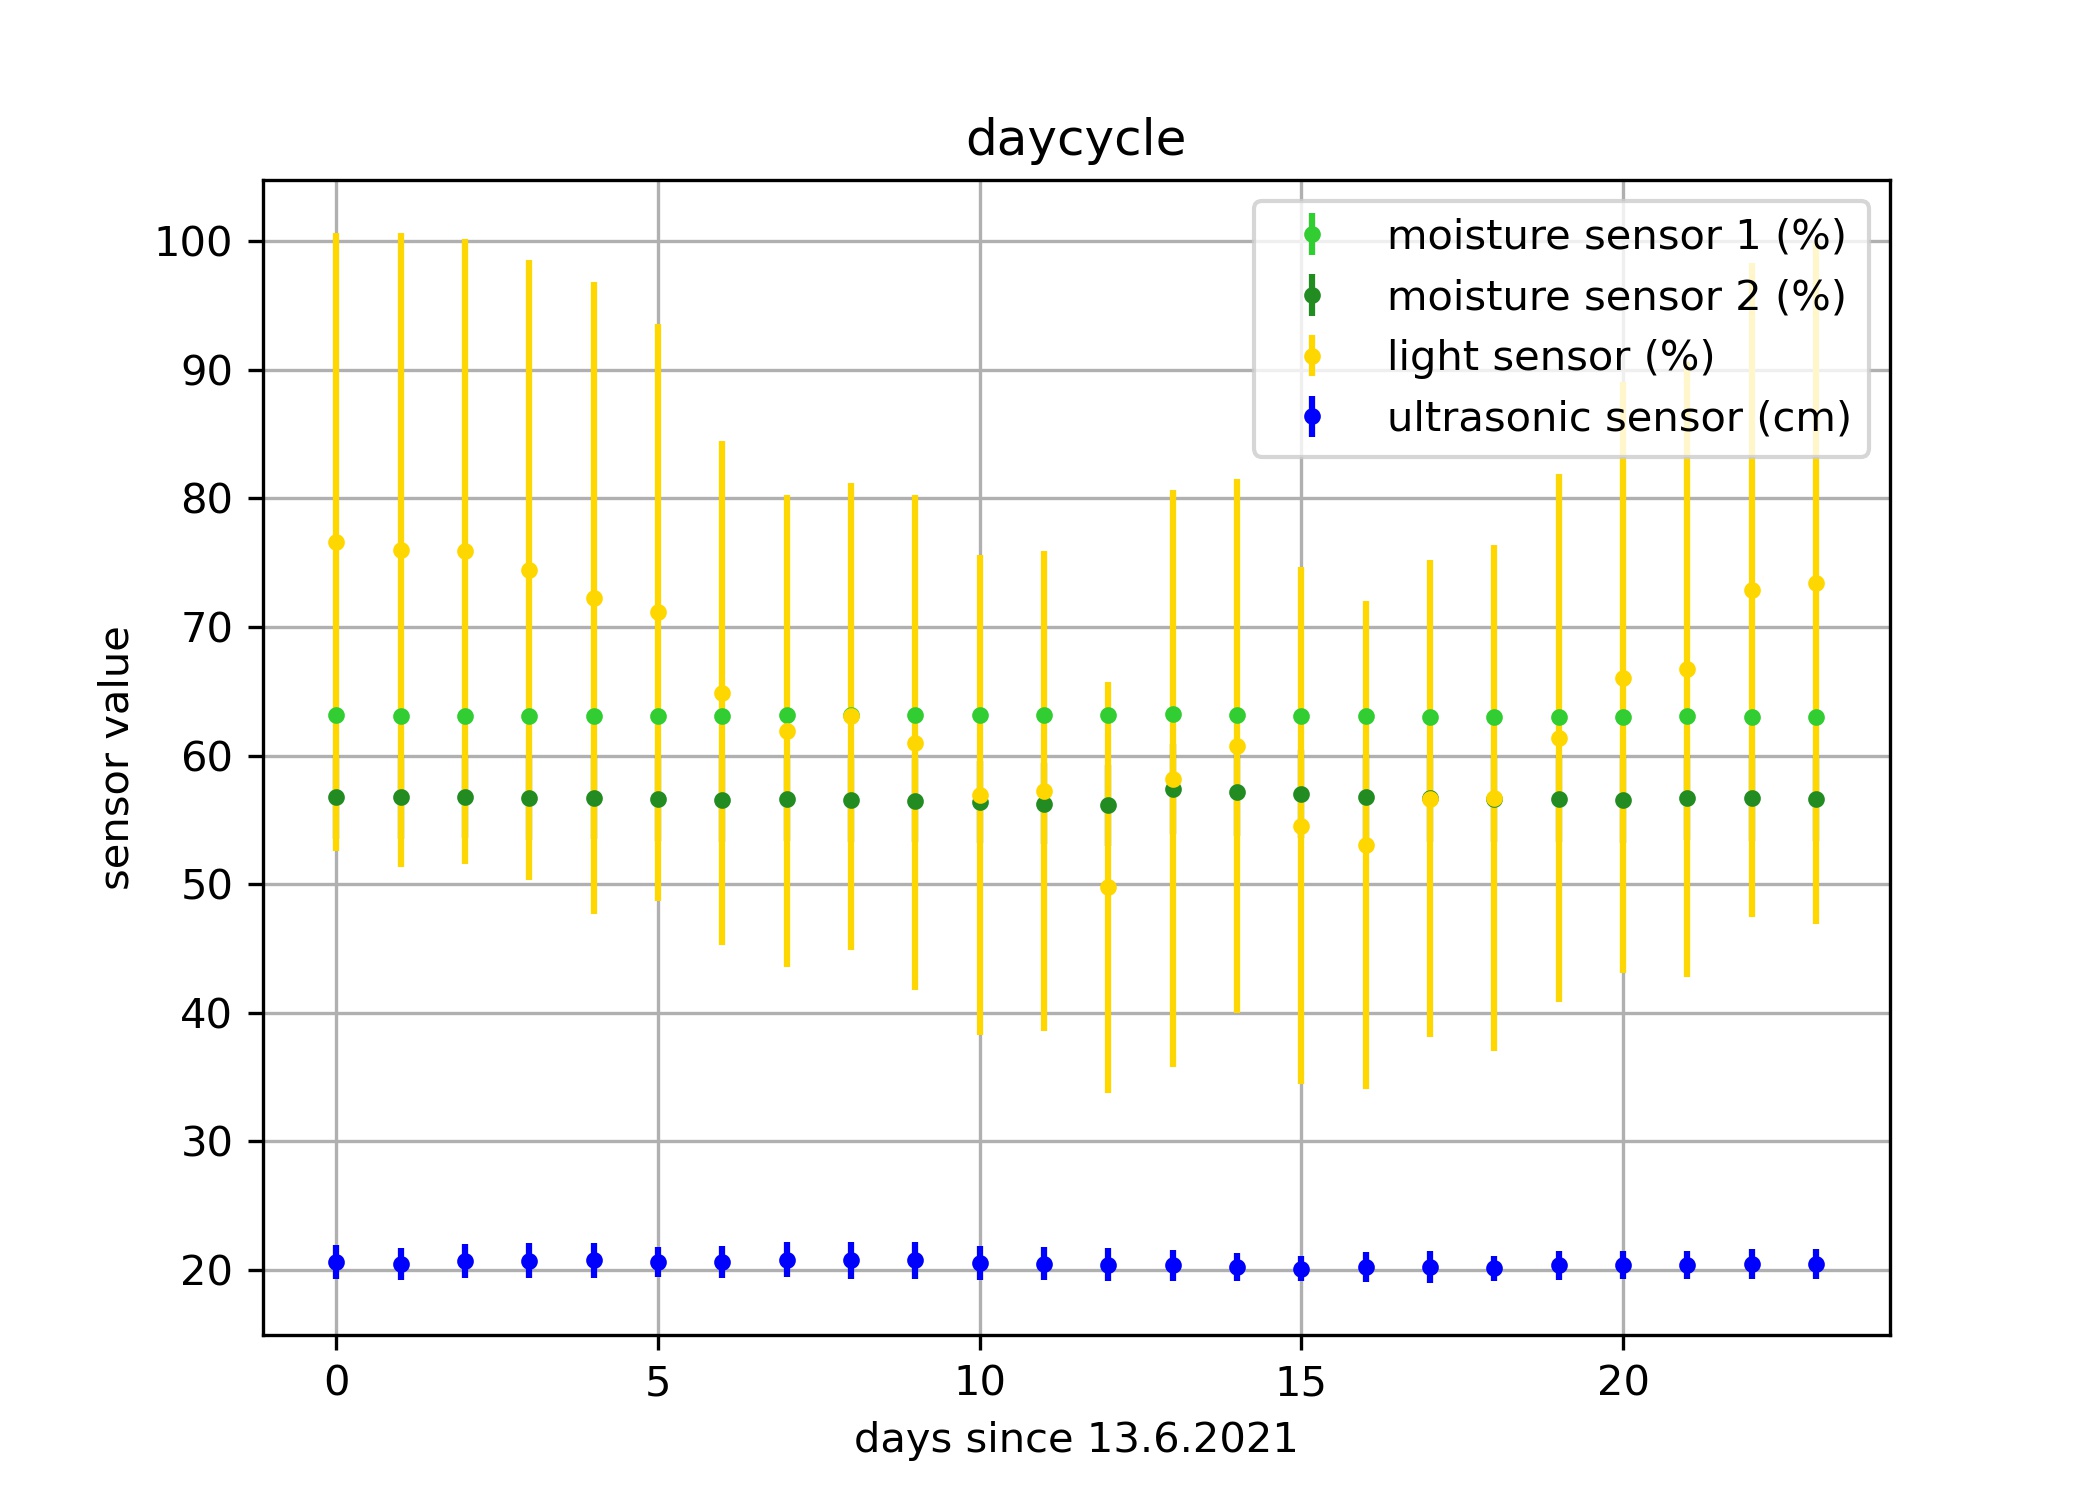 daycycle
moisture sensor 1 (%)
moisture sensor 2 (%)
light sensor (%)
ultrasonic sensor (cm)
100
90
80
70
60
50
40
30
20
sensor value
0 5 10 15 20
days since 13.6.2021